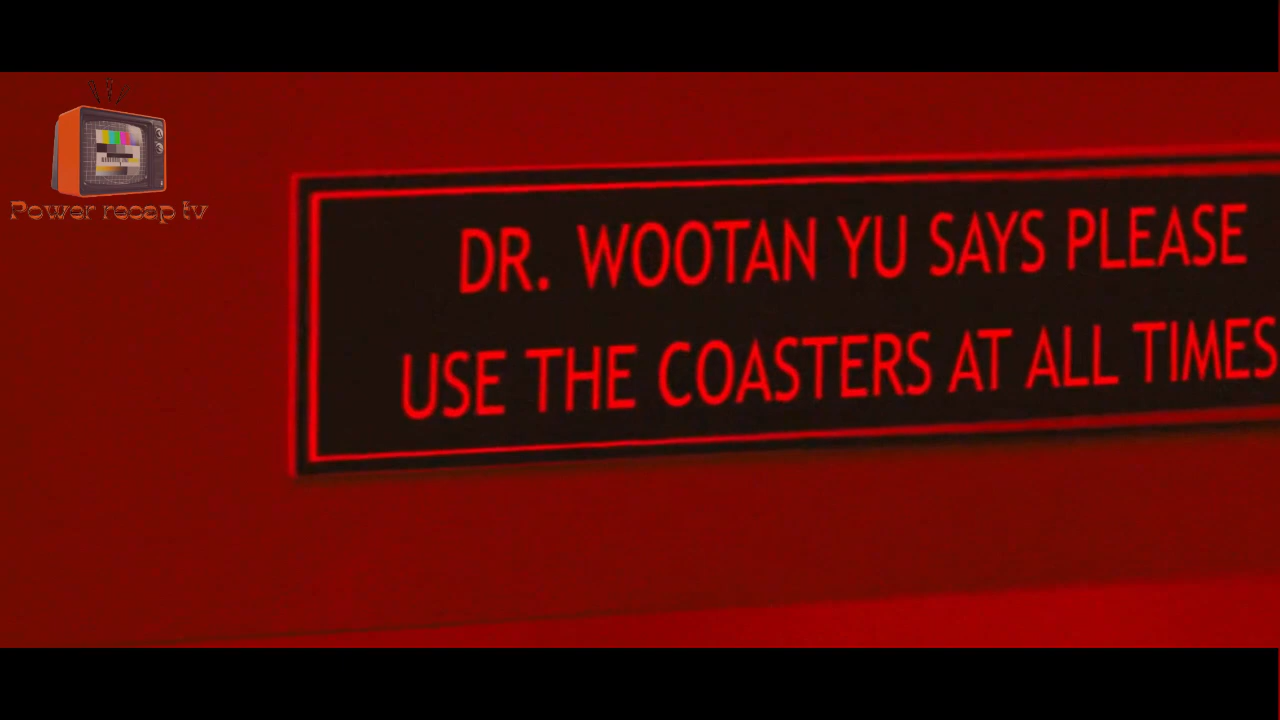 Power recap tv
DR. WOOTAN YU SAYS PLEASE
USE THE COASTERS AT ALL TIMES